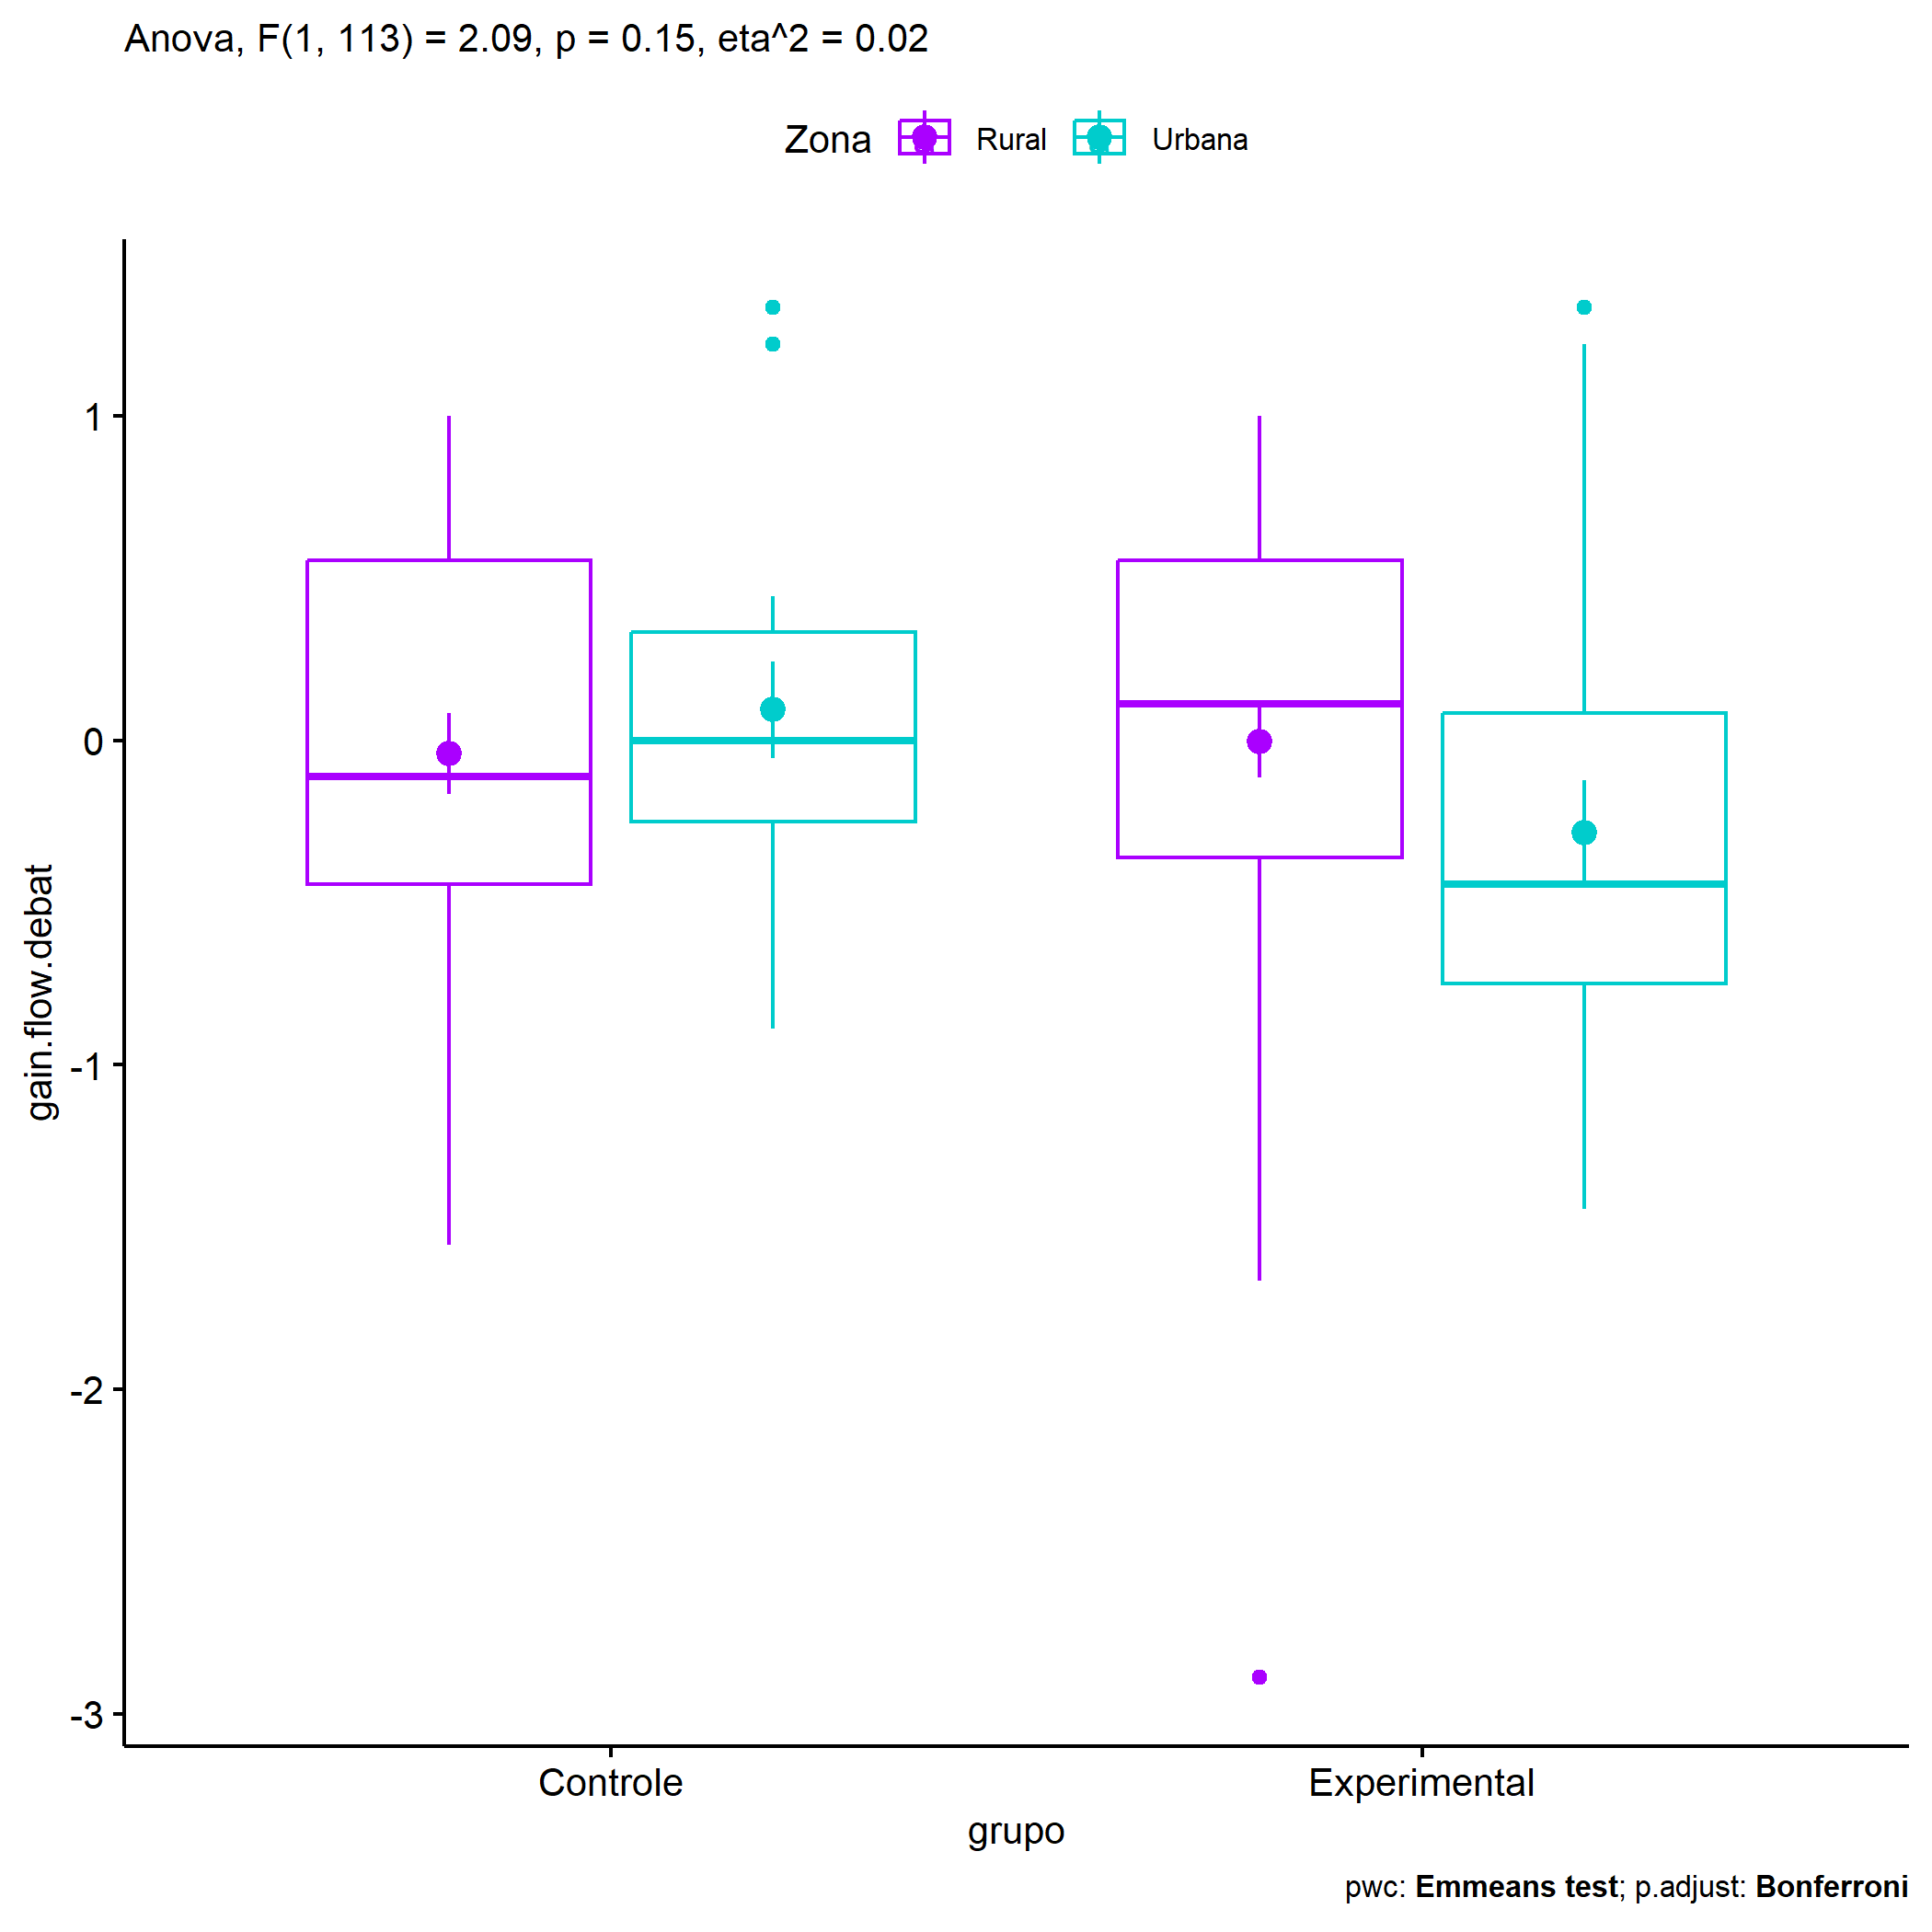 Anova, F(1, 113) = 2.09, p = 0.15, eta^2 = 0.02
Zona Rural Urbana
gain.flow.debat
1
0
-1
-2
-3
Controle Experimental
grupo
pwc: Emmeans test; p.adjust: Bonferroni